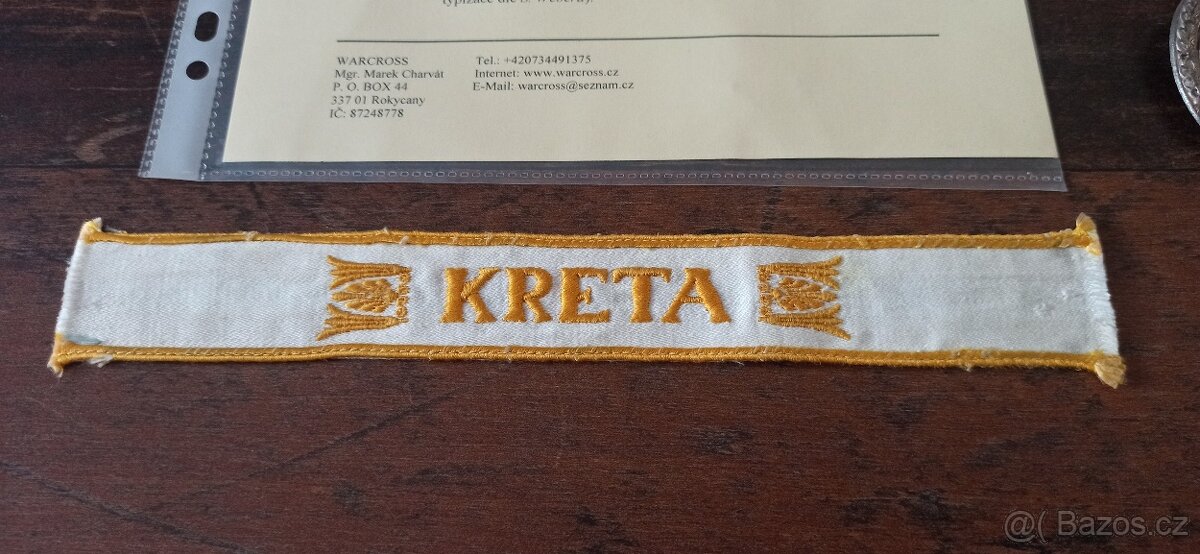 WARCROSS
Mgr. Marek Charvát
P. O. BOX 44
337 01 Rokycany
IČ: 87248778
Tel.: +420734491375
Internet: www.warcross.cz
E-Mail: warcross@seznam.cz
KRETA
@( Bazos.cz